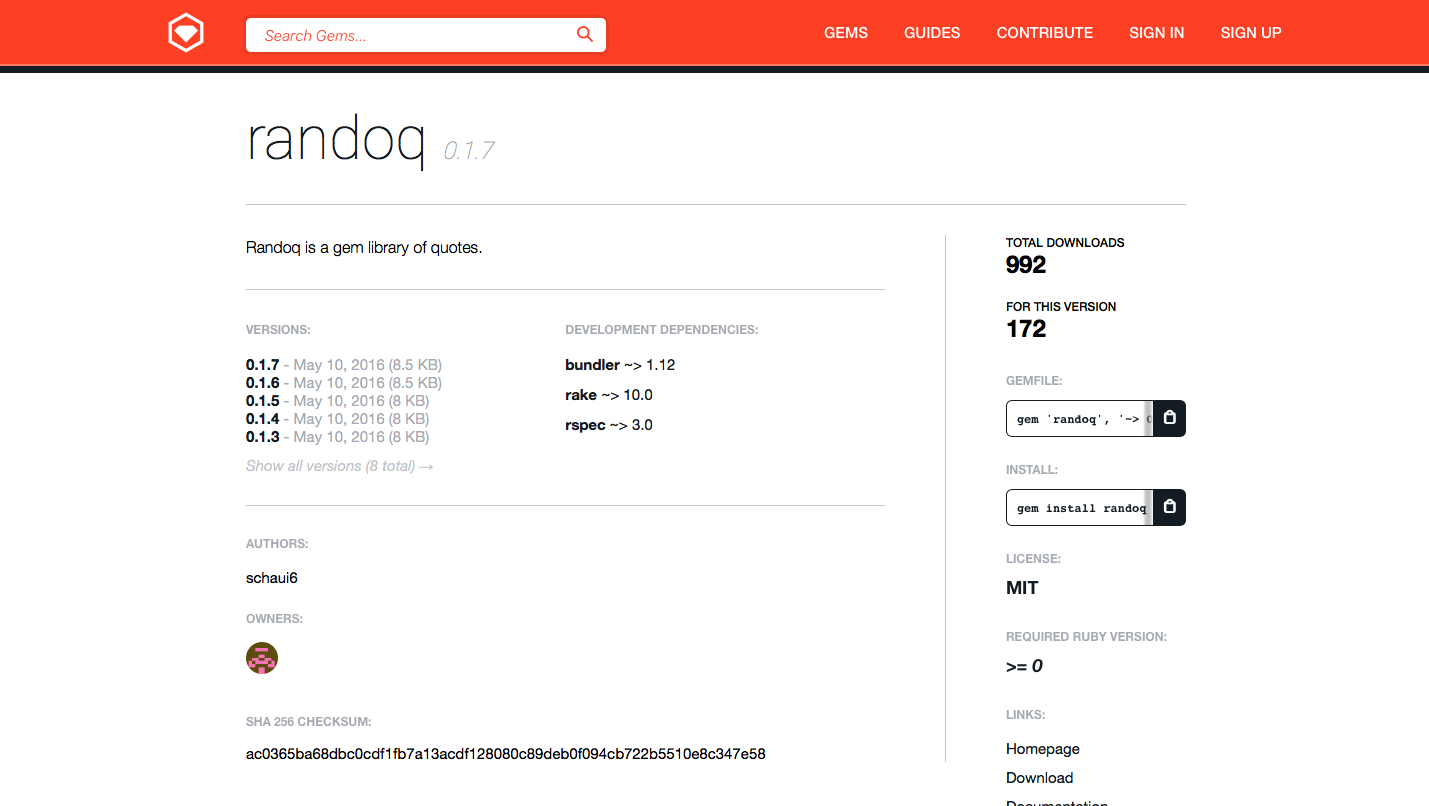 Search Gems...
GEMS
GUIDES
CONTRIBUTE
SIGN IN
SIGN UP
randoq 0.1.7
Randoq is a gem library of quotes.
VERSIONS:
0.1.7 - May 10, 2016 (8.5 KB)
0.1.6 - May 10, 2016 (8.5 KB)
0.1.5 - May 10, 2016 (8 KB)
0.1.4 - May 10, 2016 (8 KB)
0.1.3 - May 10, 2016 (8 KB)
Show all versions (8 total) →
DEVELOPMENT DEPENDENCIES:
bundler ~> 1.12
rake ~> 10.0
rspec ~> 3.0
AUTHORS:
schaui6
OWNERS:
SHA 256 CHECKSUM:
ac0365ba68dbc0cdf1fb7a13acdf128080c89deb0f094cb722b5510e8c347e58
TOTAL DOWNLOADS
992
FOR THIS VERSION
172
GEMFILE:
gem 'randoq', '~> 0
INSTALL:
gem install randoq
LICENSE:
MIT
REQUIRED RUBY VERSION:
>= 0
LINKS:
Homepage
Download
Documentation